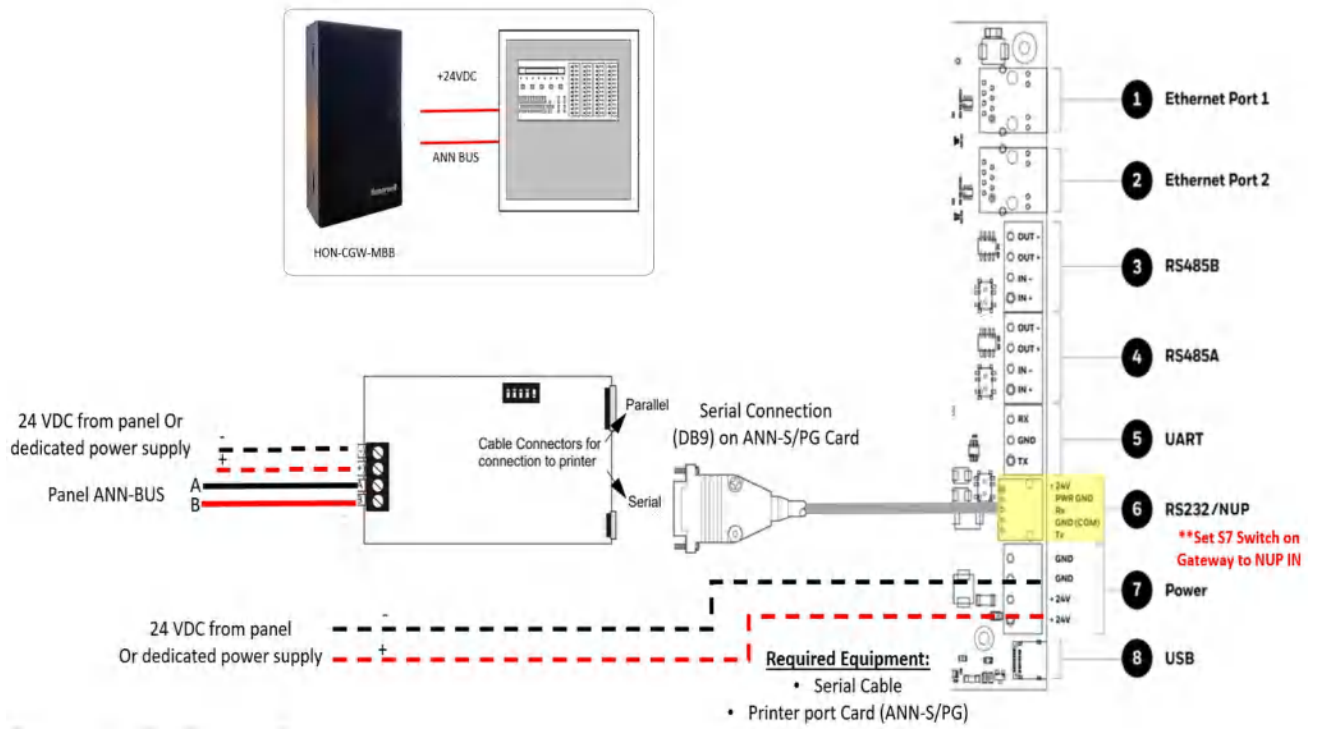 +24VDC
ANN BUS
Honeywell
HON-CGW-MBB
1 Ethernet Port 1
2 Ethernet Port 2
OUT -
OUT +
IN -
IN +
3 RS485B
OUT -
OUT +
IN -
IN +
4 RS485A
RX
GND
TX
5 UART
+24V
PWR GND
Rx
GND (COM)
Tx
6 RS232/NUP
**Set S7 Switch on
Gateway to NUP IN
GND
GND
+24V
+24V
7 Power
8 USB
24 VDC from panel Or
dedicated power supply
-
+
Panel ANN-BUS
A
B
Parallel
Cable Connectors for
connection to printer
Serial
Serial Connection
(DB9) on ANN-S/PG Card
24 VDC from panel
Or dedicated power supply
-
+
Required Equipment:
• Serial Cable
• Printer port Card (ANN-S/PG)